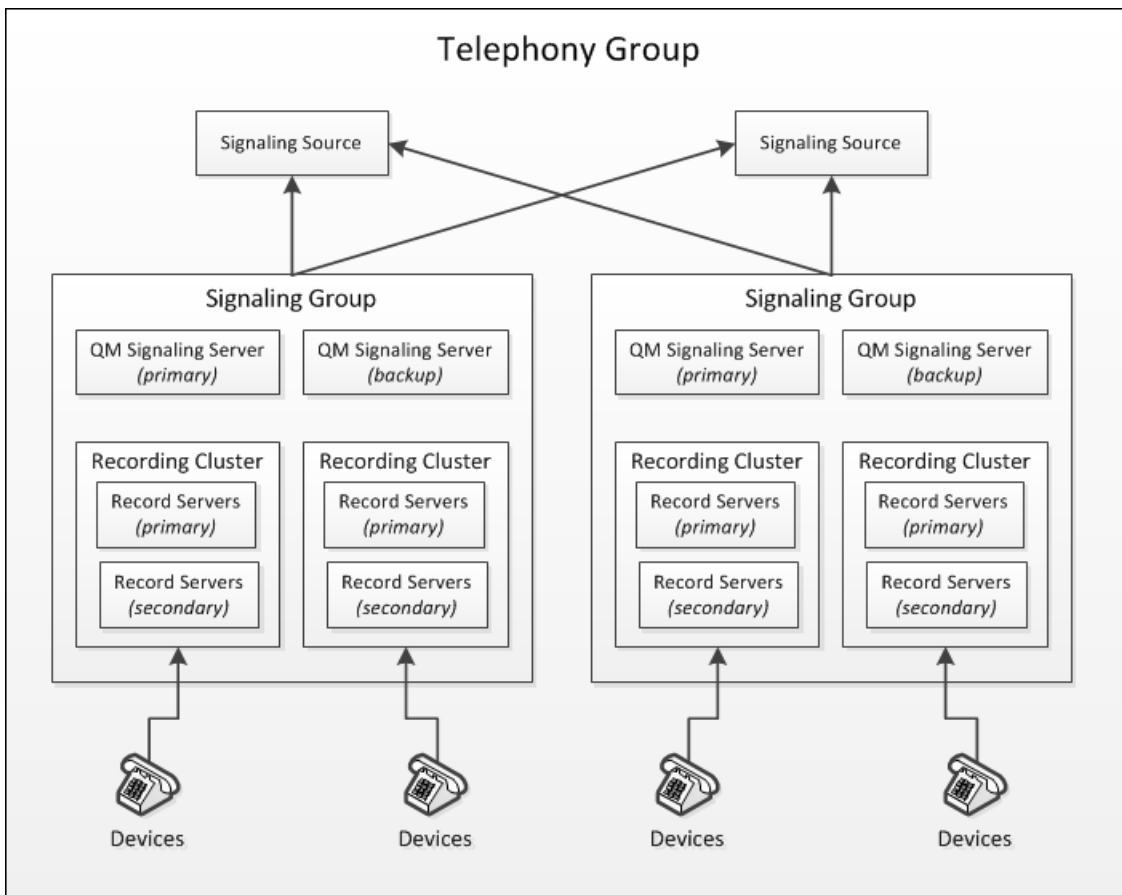 Telephony Group
Signaling Source
Signaling Source
Signaling Group
QM Signaling Server
(primary)
QM Signaling Server
(backup)
Recording Cluster
Record Servers
(primary)
Record Servers
(secondary)
Recording Cluster
Record Servers
(primary)
Record Servers
(secondary)
Signaling Group
QM Signaling Server
(primary)
QM Signaling Server
(backup)
Recording Cluster
Record Servers
(primary)
Record Servers
(secondary)
Recording Cluster
Record Servers
(primary)
Record Servers
(secondary)
Devices
Devices
Devices
Devices